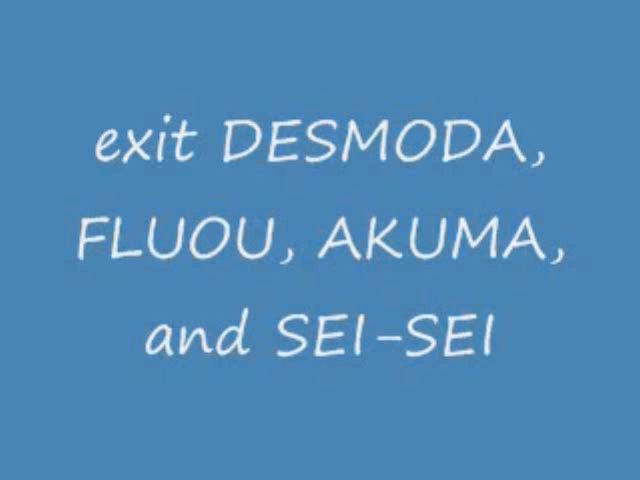 exit DESMODA,
FLUOU, AKUMA,
and SEI-SEI